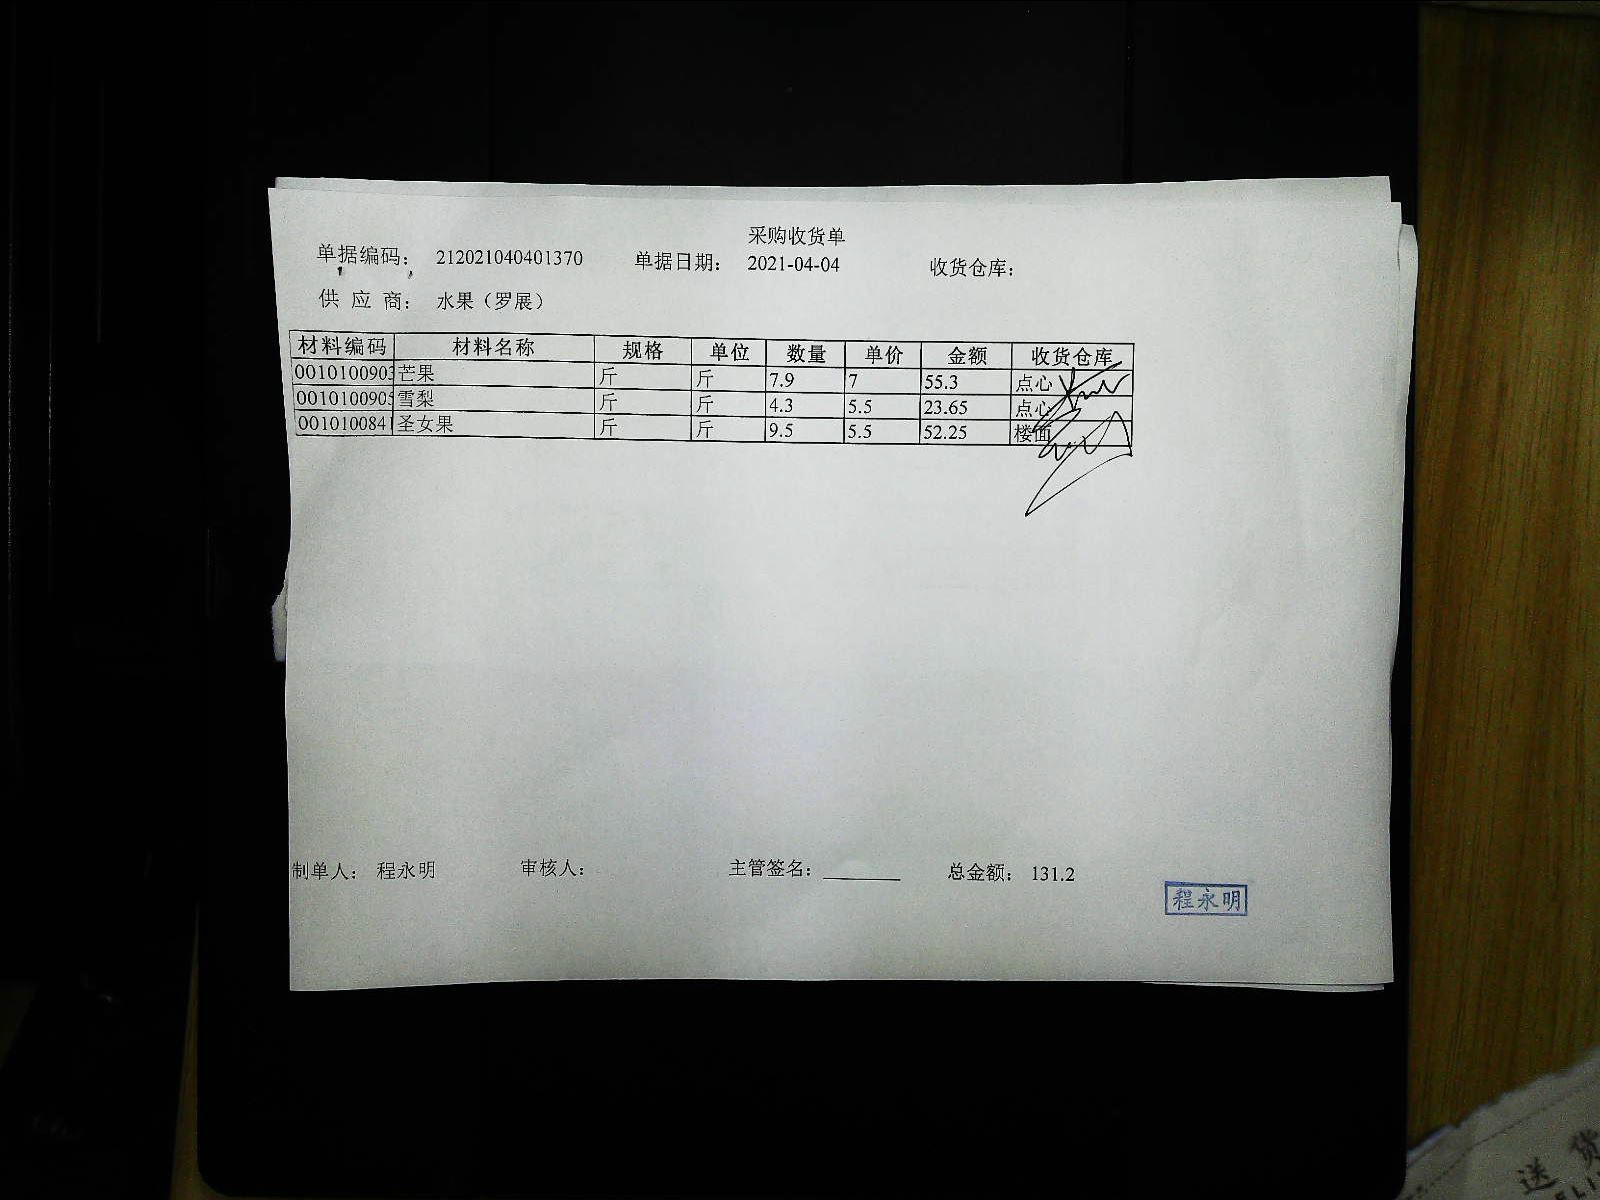 采购收货单
单据编码： 212021040401370 单据日期： 2021-04-04 收货仓库：
供 应 商： 水果（罗展）
材料编码 材料名称 规格 单位 数量 单价 金额 收货仓库
0010100903 芒果 斤 斤 7.9 7 55.3 点心
0010100905 雪梨 斤 斤 4.3 5.5 23.65 点心
0010100841 圣女果 斤 斤 9.5 5.5 52.25 楼面
制单人： 程永明 审核人： 主管签名： 总金额： 131.2
程永明
送 货